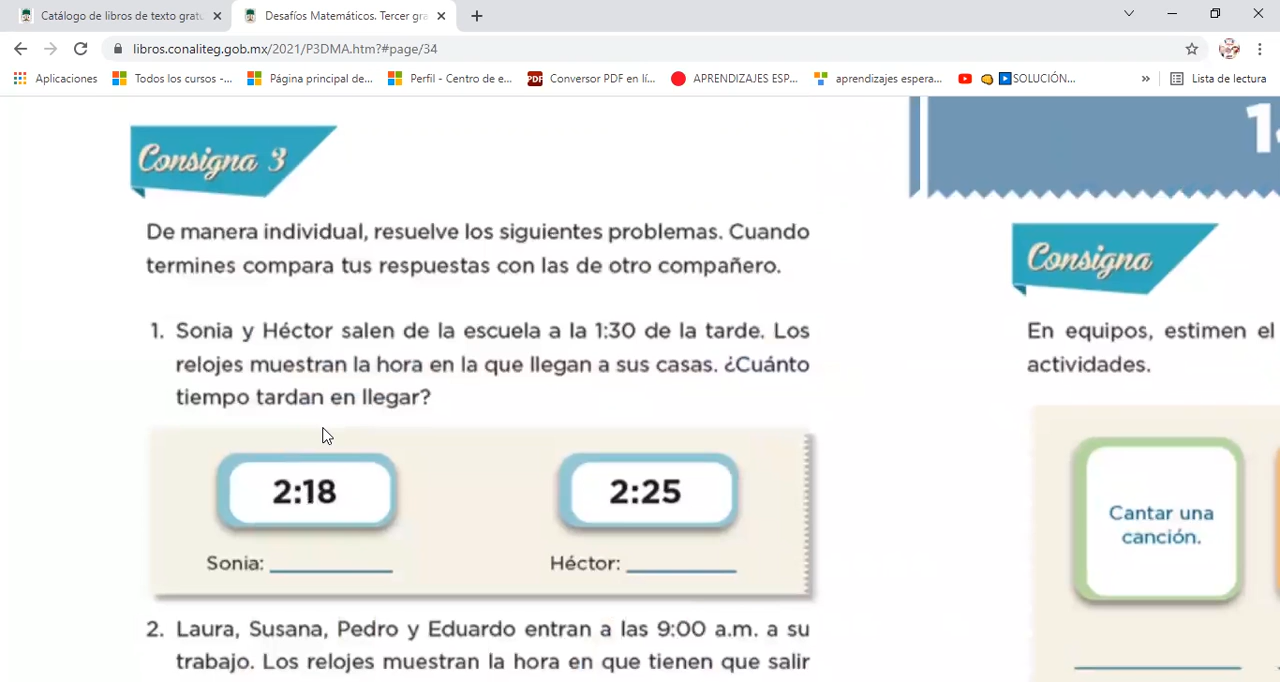 Catálogo de libros de texto gratu
Desafíos Matemáticos. Tercer gra
libros.conaliteg.gob.mx/2021/P3DMA.htm?#page/34
Aplicaciones
Todos los cursos -...
Página principal de...
Perfil - Centro de e...
PDF
Conversor PDF en lí...
APRENDIZAJES ESP...
aprendizajes espera...
SOLUCIÓN...
»
Lista de lectura
Consigna 3
De manera individual, resuelve los siguientes problemas. Cuando
termines compara tus respuestas con las de otro compañero.
1. Sonia y Héctor salen de la escuela a la 1:30 de la tarde. Los
relojes muestran la hora en la que llegan a sus casas. ¿Cuánto
tiempo tardan en llegar?
2:18
2:25
Sonia: ________
Héctor: ________
2. Laura, Susana, Pedro y Eduardo entran a las 9:00 a.m. a su
trabajo. Los relojes muestran la hora en que tienen que salir
Consigna
En equipos, estimen el
actividades.
Cantar una
canción.